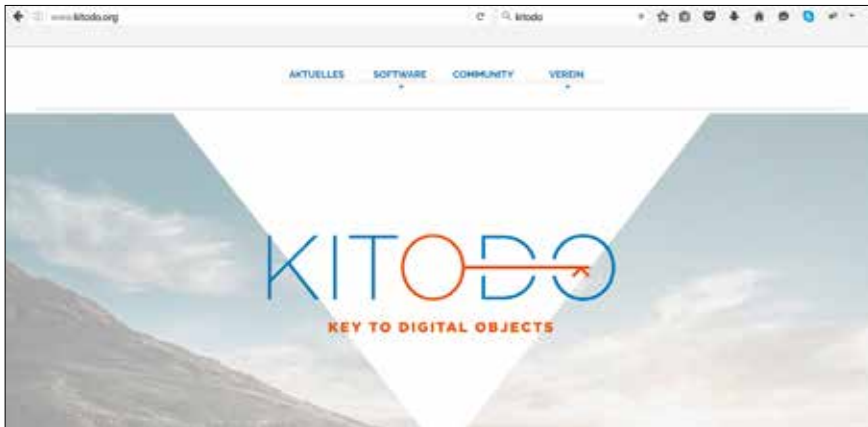 www.kitodo.org kitodo
AKTUELLES SOFTWARE COMMUNITY VEREIN
KITODO
KEY TO DIGITAL OBJECTS